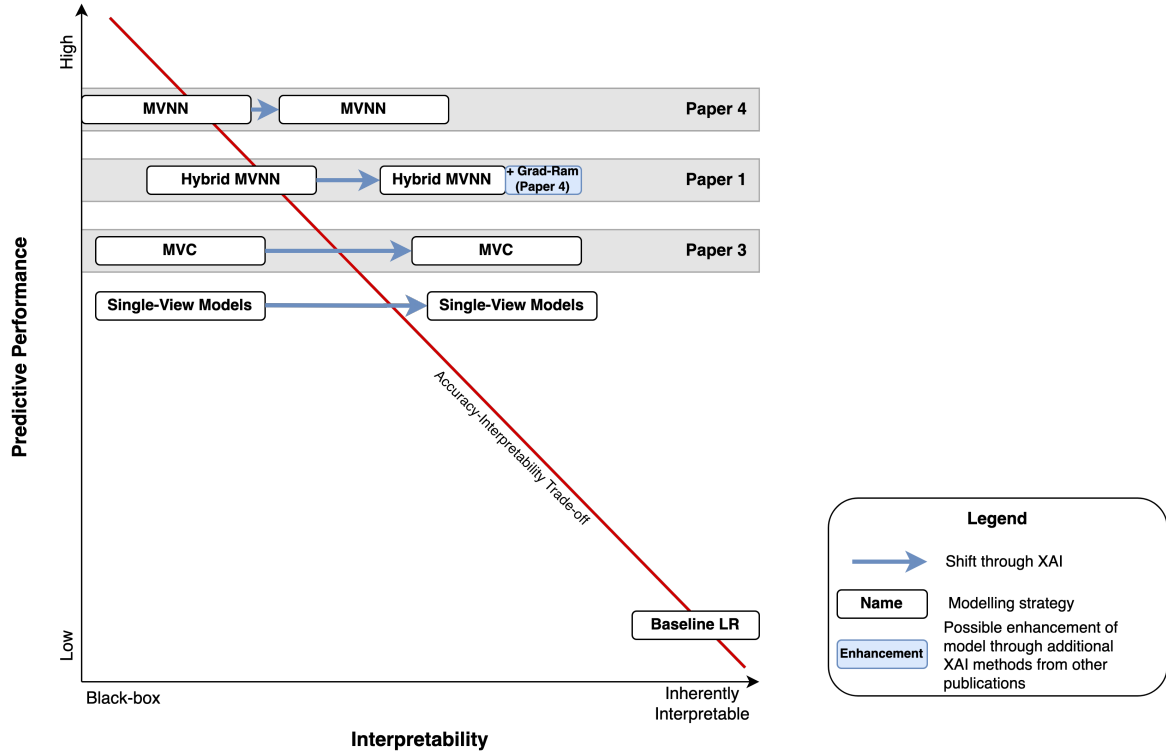 High
MVNN
MVNN
Paper 4
Hybrid MVNN
Hybrid MVNN
+ Grad-Ram
(Paper 4)
Paper 1
MVC
MVC
Paper 3
Single-View Models
Single-View Models
Predictive Performance
Accuracy-Interpretability Trade-off
Baseline LR
Low
Black-box
Inherently
Interpretable
Interpretability
Legend
Shift through XAI
Name
Modelling strategy
Enhancement
Possible enhancement of
model through additional
XAI methods from other
publications